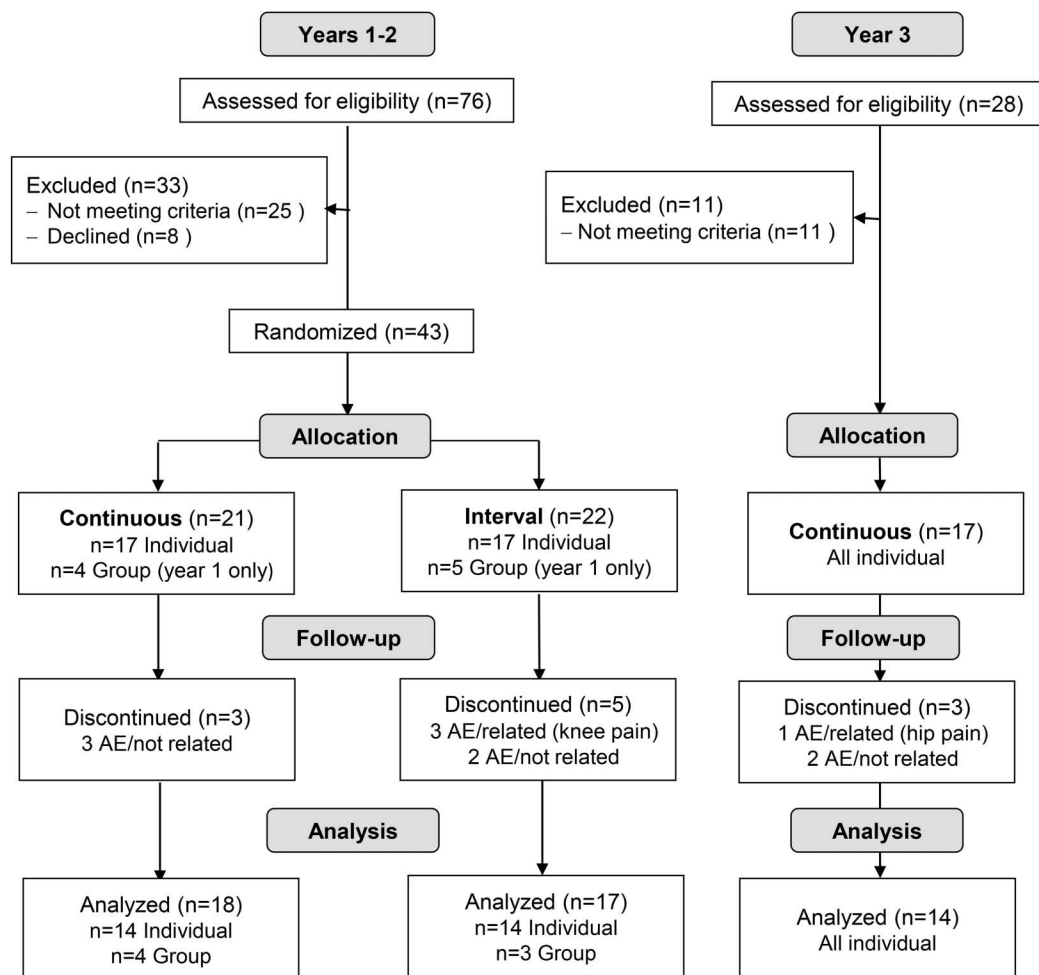 Years 1-2
Assessed for eligibility (n=76)
Excluded (n=33)
– Not meeting criteria (n=25 )
– Declined (n=8 )
Randomized (n=43)
Allocation
Continuous (n=21)
n=17 Individual
n=4 Group (year 1 only)
Interval (n=22)
n=17 Individual
n=5 Group (year 1 only)
Follow-up
Discontinued (n=3)
3 AE/not related
Discontinued (n=5)
3 AE/related (knee pain)
2 AE/not related
Analysis
Analyzed (n=18)
n=14 Individual
n=4 Group
Analyzed (n=17)
n=14 Individual
n=3 Group
Year 3
Assessed for eligibility (n=28)
Excluded (n=11)
– Not meeting criteria (n=11 )
Allocation
Continuous (n=17)
All individual
Follow-up
Discontinued (n=3)
1 AE/related (hip pain)
2 AE/not related
Analysis
Analyzed (n=14)
All individual